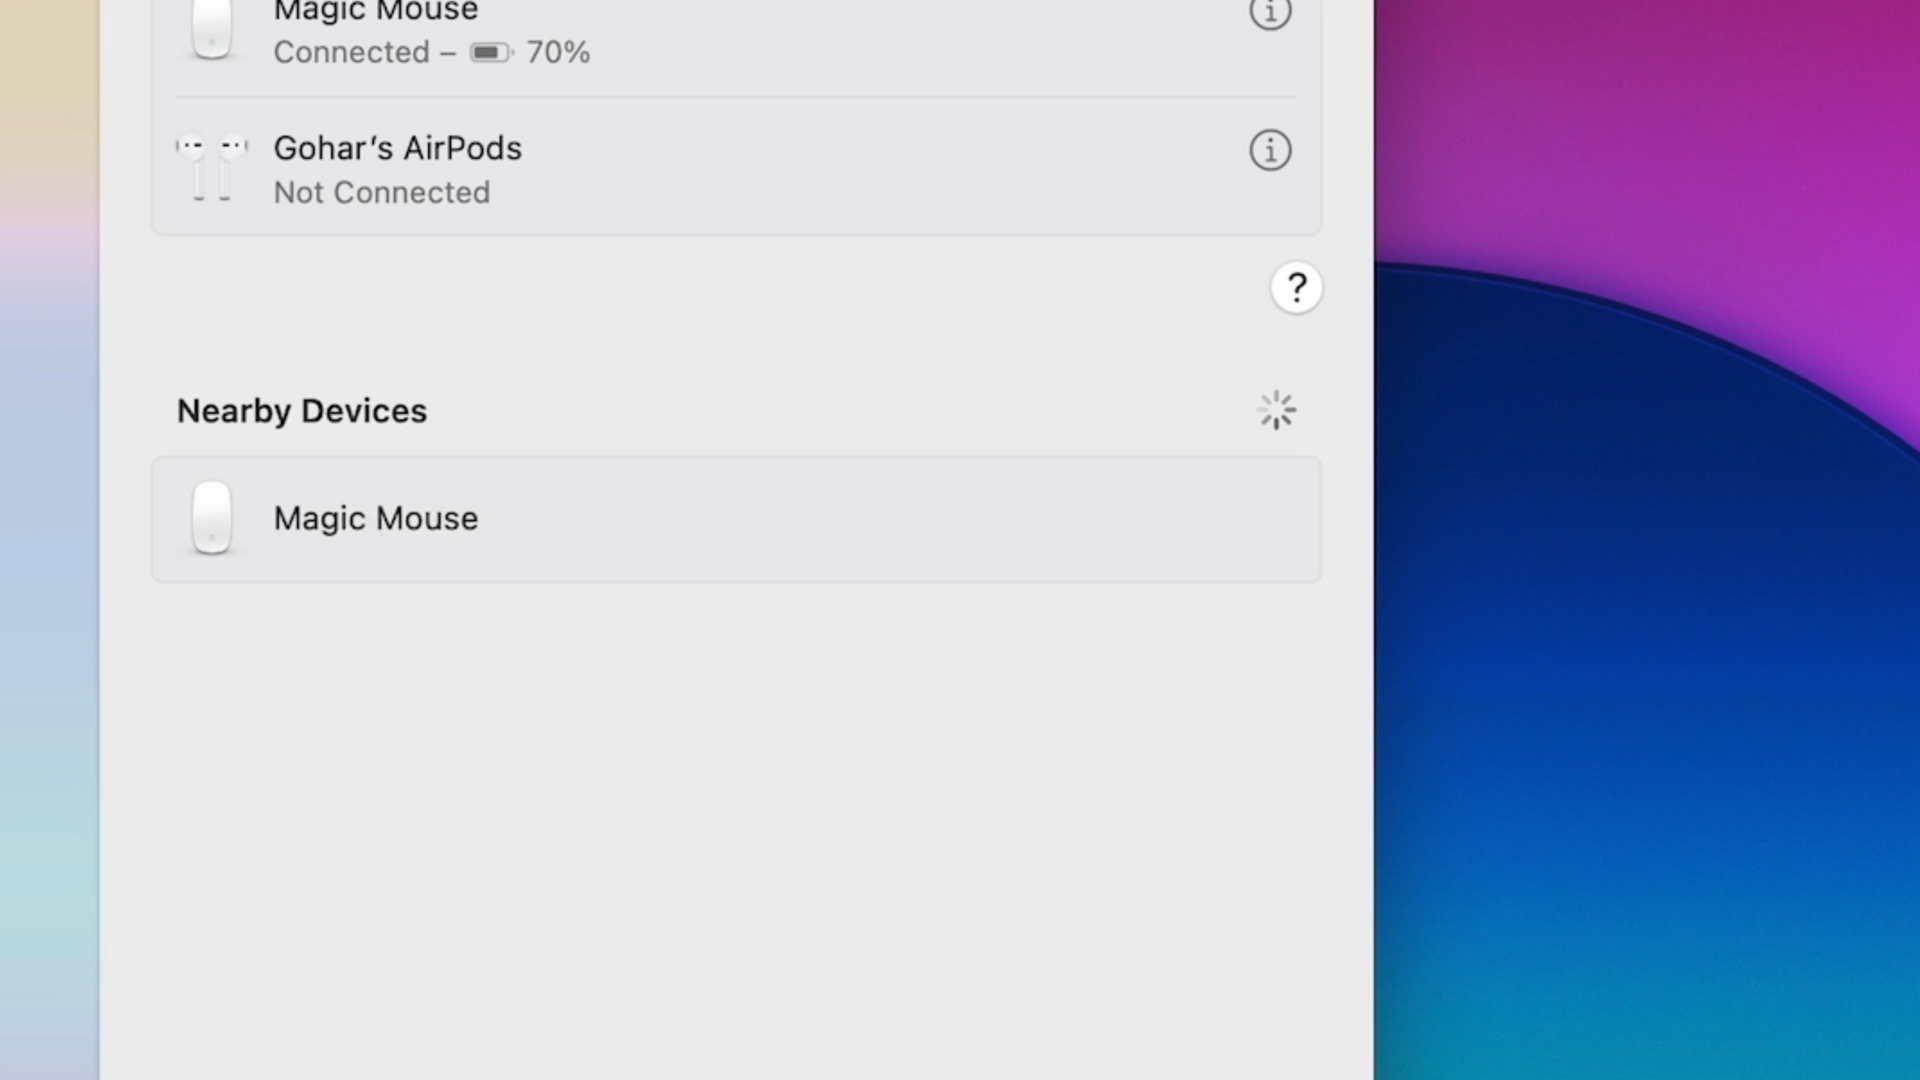 Magic Mouse
Connected – 70%
Gohar's AirPods
Not Connected
?
Nearby Devices
Magic Mouse